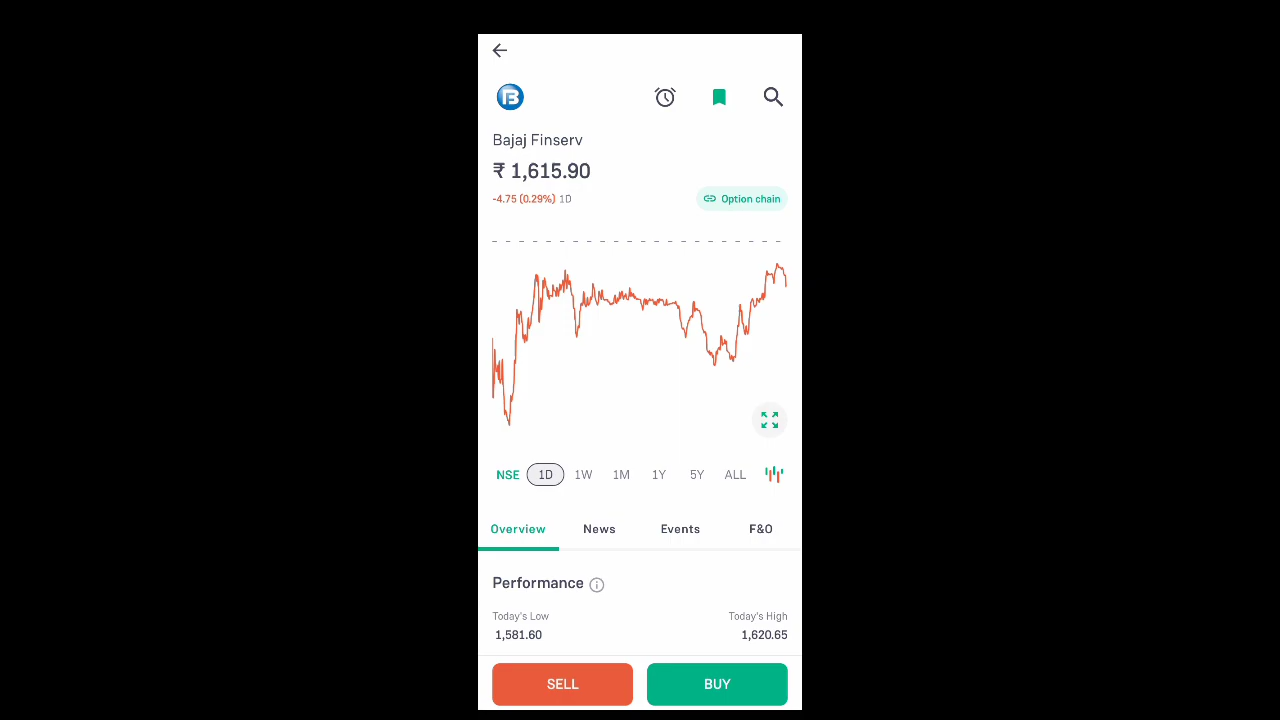 Bajaj Finserv
₹ 1,615.90
-4.75 (0.29%) 1D
Option chain
NSE 1D 1W 1M 1Y 5Y ALL
Overview News Events F&O
Performance
Today's Low Today's High
1,581.60 1,620.65
SELL BUY